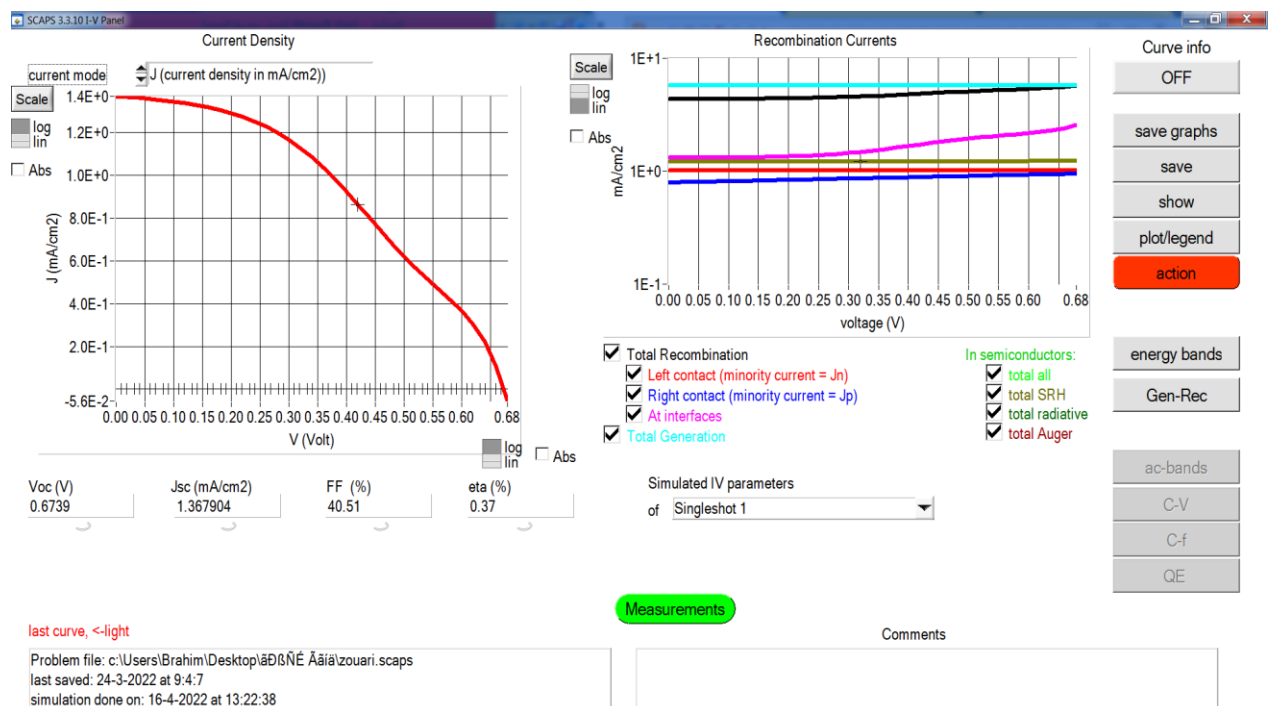 SCAPS 3.3.10 I-V Panel
Current Density
current mode
J (current density in mA/cm2))
Scale
log
lin
Abs
J (mA/cm2)
1.4E+0
1.2E+0
1.0E+0
8.0E-1
6.0E-1
4.0E-1
2.0E-1
-5.6E-2
0.00 0.05 0.10 0.15 0.20 0.25 0.30 0.35 0.40 0.45 0.50 0.55 0.60 0.68
V (Volt)
log
lin
Abs
Voc (V) Jsc (mA/cm2) FF (%) eta (%)
0.6739 1.367904 40.51 0.37
Recombination Currents
Scale
log
lin
Abs
mA/cm2
1E+1
1E+0
1E-1
0.00 0.05 0.10 0.15 0.20 0.25 0.30 0.35 0.40 0.45 0.50 0.55 0.60 0.68
voltage (V)
Total Recombination
Left contact (minority current = Jn)
Right contact (minority current = Jp)
At interfaces
Total Generation
In semiconductors:
total all
total SRH
total radiative
total Auger
Simulated IV parameters
of Singleshot 1
Measurements
Curve info
OFF
save graphs
save
show
plot/legend
action
energy bands
Gen-Rec
ac-bands
C-V
C-f
QE
last curve, <-light
Problem file: c:\Users\Brahim\Desktop\ãÐßÑÉ Ããíä\zouari.scaps
last saved: 24-3-2022 at 9:4:7
simulation done on: 16-4-2022 at 13:22:38
Comments